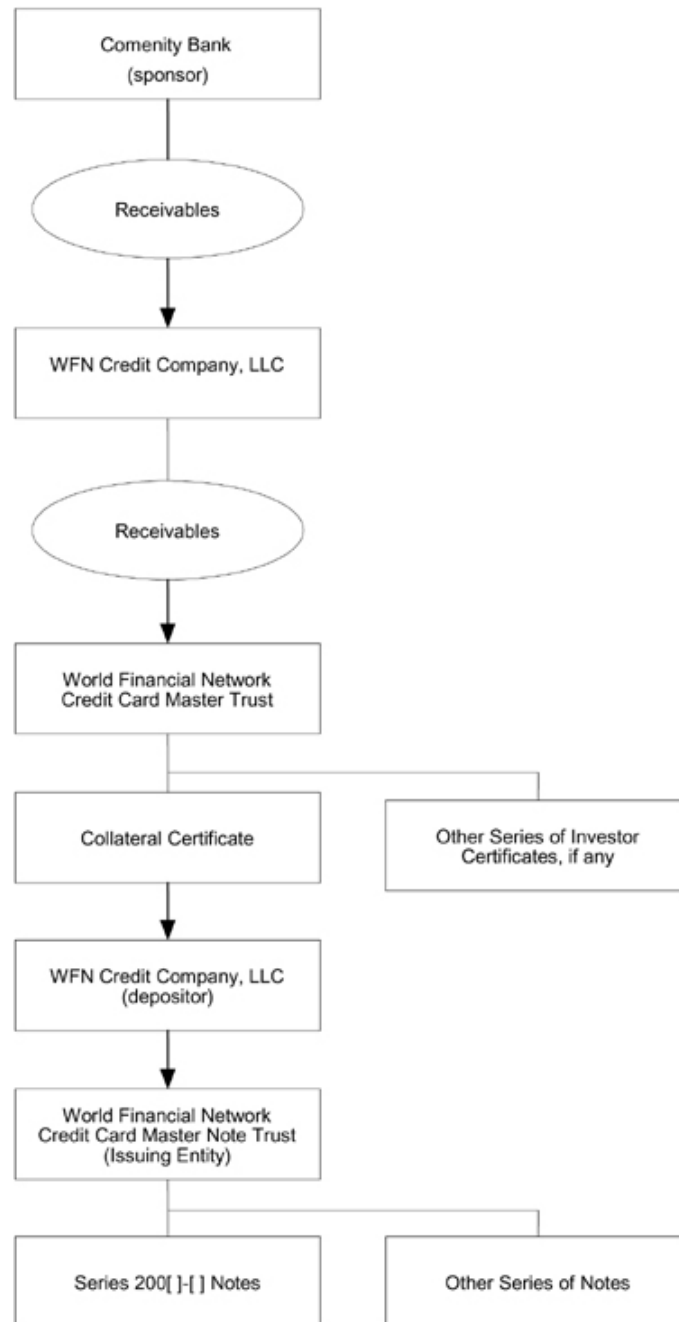 Comenity Bank
(sponsor)
Receivables
WFN Credit Company, LLC
Receivables
World Financial Network
Credit Card Master Trust
Collateral Certificate
Other Series of Investor
Certificates, if any
WFN Credit Company, LLC
(depositor)
World Financial Network
Credit Card Master Note Trust
(Issuing Entity)
Series 200[ ]-[ ] Notes
Other Series of Notes